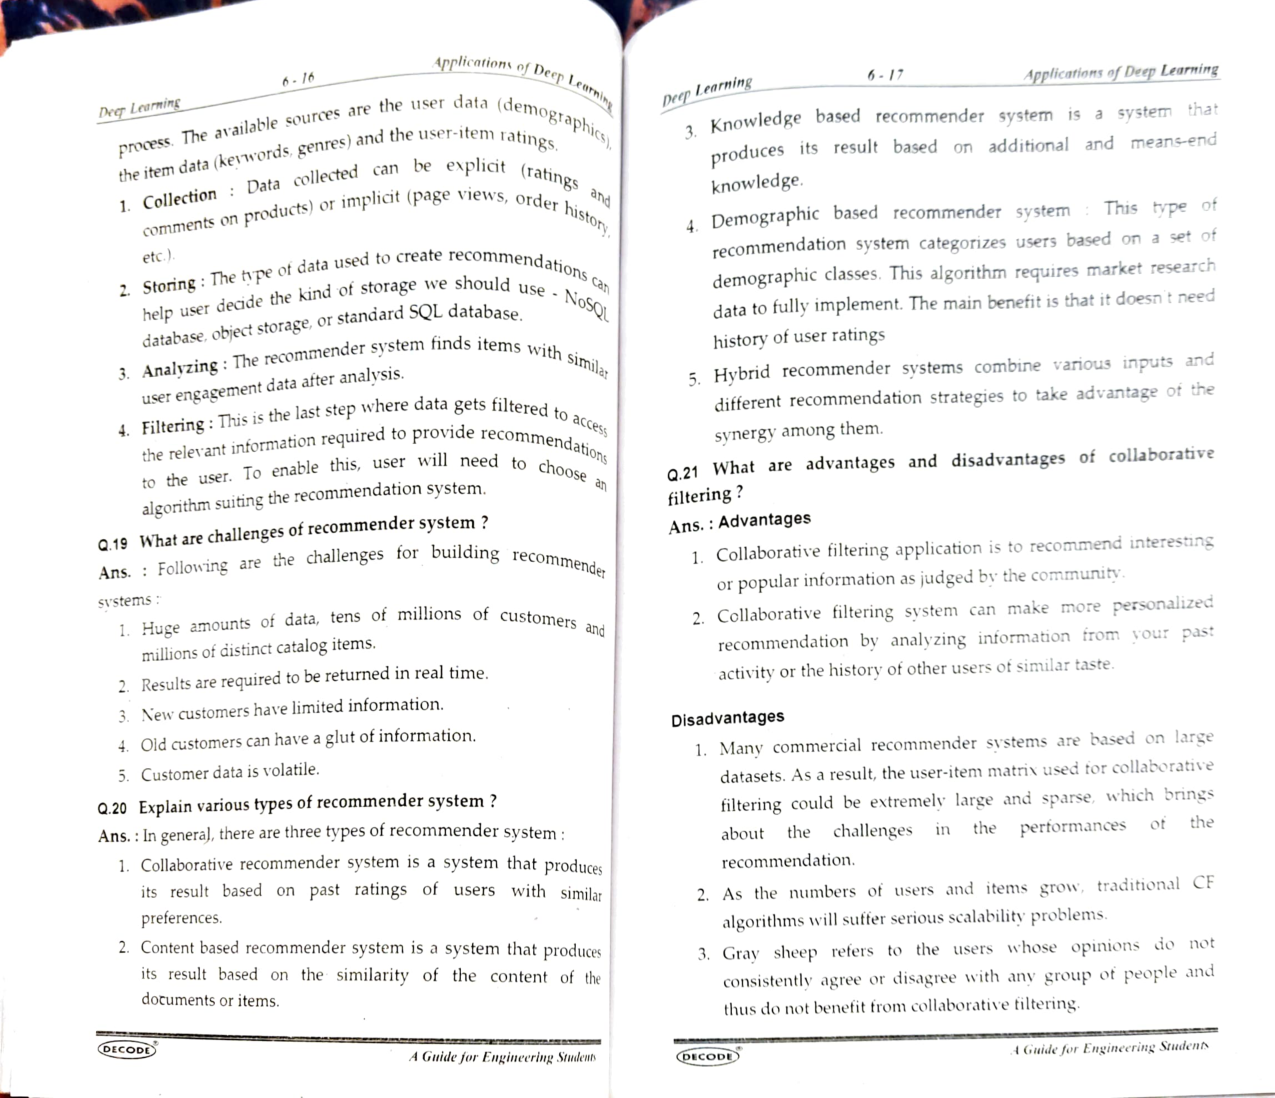 Deep Learning 6 - 16 Applications of Deep Learning
process. The available sources are the user data (demographics),
the item data (keywords, genres) and the user-item ratings.
1. Collection : Data collected can be explicit (ratings and
comments on products) or implicit (page views, order history,
etc.).
2. Storing : The type of data used to create recommendations can
help user decide the kind of storage we should use - NoSQL
database, object storage, or standard SQL database.
3. Analyzing : The recommender system finds items with similar
user engagement data after analysis.
4. Filtering : This is the last step where data gets filtered to access
the relevant information required to provide recommendations
to the user. To enable this, user will need to choose an
algorithm suiting the recommendation system.
Q.19 What are challenges of recommender system ?
Ans. : Following are the challenges for building recommender
systems :
1. Huge amounts of data, tens of millions of customers and
millions of distinct catalog items.
2. Results are required to be returned in real time.
3. New customers have limited information.
4. Old customers can have a glut of information.
5. Customer data is volatile.
Q.20 Explain various types of recommender system ?
Ans. : In general, there are three types of recommender system :
1. Collaborative recommender system is a system that produces
its result based on past ratings of users with similar
preferences.
2. Content based recommender system is a system that produces
its result based on the similarity of the content of the
documents or items.
DECODE® A Guide for Engineering Students
Deep Learning 6 - 17 Applications of Deep Learning
3. Knowledge based recommender system is a system that
produces its result based on additional and means-end
knowledge.
4. Demographic based recommender system : This type of
recommendation system categorizes users based on a set of
demographic classes. This algorithm requires market research
data to fully implement. The main benefit is that it doesn't need
history of user ratings
5. Hybrid recommender systems combine various inputs and
different recommendation strategies to take advantage of the
synergy among them.
Q.21 What are advantages and disadvantages of collaborative
filtering ?
Ans. : Advantages
1. Collaborative filtering application is to recommend interesting
or popular information as judged by the community.
2. Collaborative filtering system can make more personalized
recommendation by analyzing information from your past
activity or the history of other users of similar taste.
Disadvantages
1. Many commercial recommender systems are based on large
datasets. As a result, the user-item matrix used for collaborative
filtering could be extremely large and sparse, which brings
about the challenges in the performances of the
recommendation.
2. As the numbers of users and items grow, traditional CF
algorithms will suffer serious scalability problems.
3. Gray sheep refers to the users whose opinions do not
consistently agree or disagree with any group of people and
thus do not benefit from collaborative filtering.
DECODE® A Guide for Engineering Students